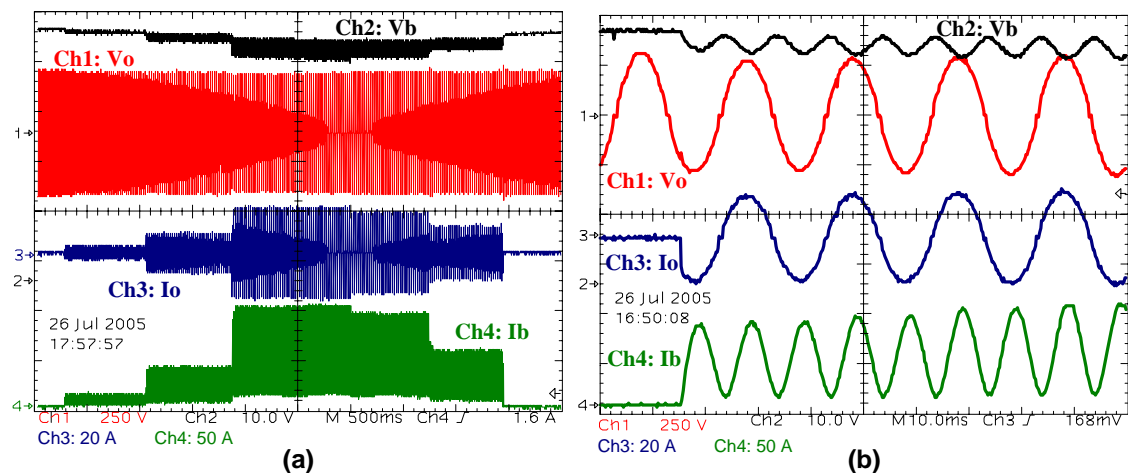 Ch2: Vb
Ch1: Vo
1
3
2
Ch3: Io
26 Jul 2005
17:57:57
Ch4: Ib
4
Ch1 250 V Ch2 10.0 V M 500ms Ch4 1.6 A
Ch3: 20 A Ch4: 50 A
(a)
Ch2: Vb
1
Ch1: Vo
3
Ch3: Io
2
26 Jul 2005
16:50:08
Ch4: Ib
4
Ch1 250 V Ch2 10.0 V M10.0ms Ch3 168mV
Ch3: 20 A Ch4: 50 A
(b)